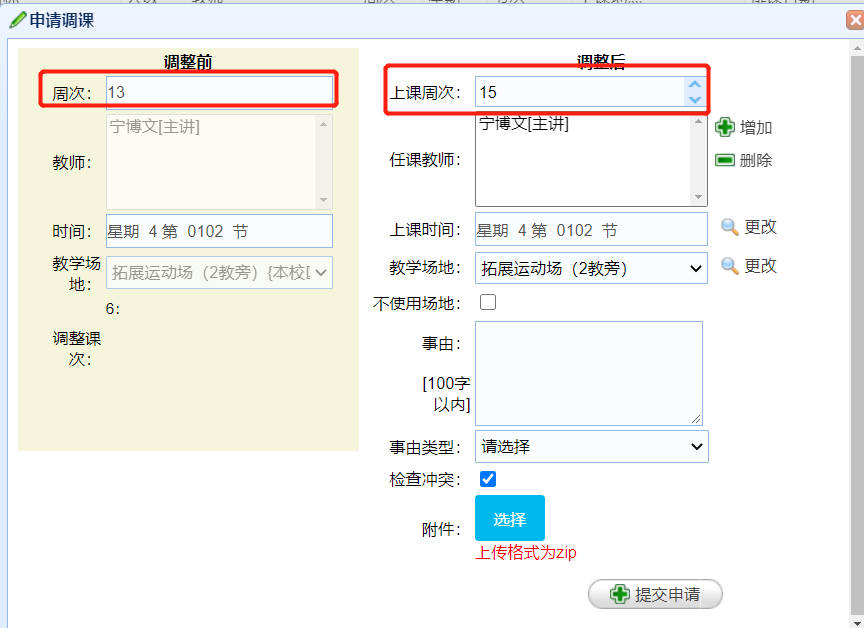 申请调课
调整前
周次： 13
教师： 宁博文[主讲]
时间： 星期 4 第 0102 节
教学场地： 拓展运动场（2教旁）{本校[
6:
调整课次：
调整后
上课周次： 15
任课教师： 宁博文[主讲]
增加
删除
上课时间： 星期 4 第 0102 节 更改
教学场地： 拓展运动场（2教旁） 更改
不使用场地：
事由：
[100字以内]
事由类型： 请选择
检查冲突：
附件： 选择
上传格式为zip
提交申请